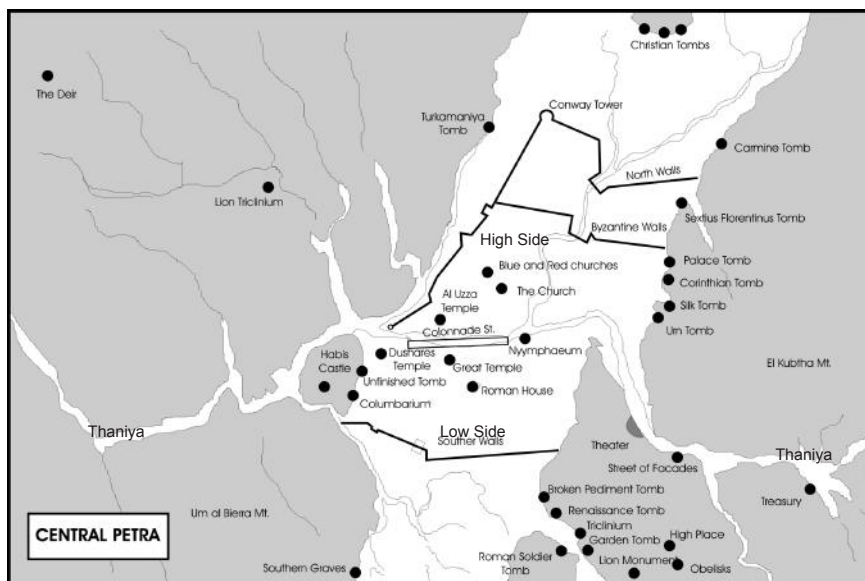 Christian Tombs
The Deir
Conway Tower
Turkamaniya
Tomb
Carmine Tomb
North Walls
Lion Triclinium
Sextius Florentinus Tomb
Byzantine Walls
High Side
Palace Tomb
Blue and Red churches
Corinthian Tomb
The Church
Al Uzza
Temple
Silk Tomb
Urn Tomb
Colonnade St.
Nyymphaeum
Habis
Castle
Dushares
Temple
Great Temple
El Kubtha Mt.
Unfinished Tomb
Roman House
Columbarium
Thaniya
Low Side
Souther Walls
Theater
Thaniya
Street of Facades
Treasury
Broken Pediment Tomb
Um al Bierra Mt.
Renaissance Tomb
Triclinium
CENTRAL PETRA
Garden Tomb
High Place
Roman Soldier
Tomb
Lion Monument
Obelisks
Southern Graves